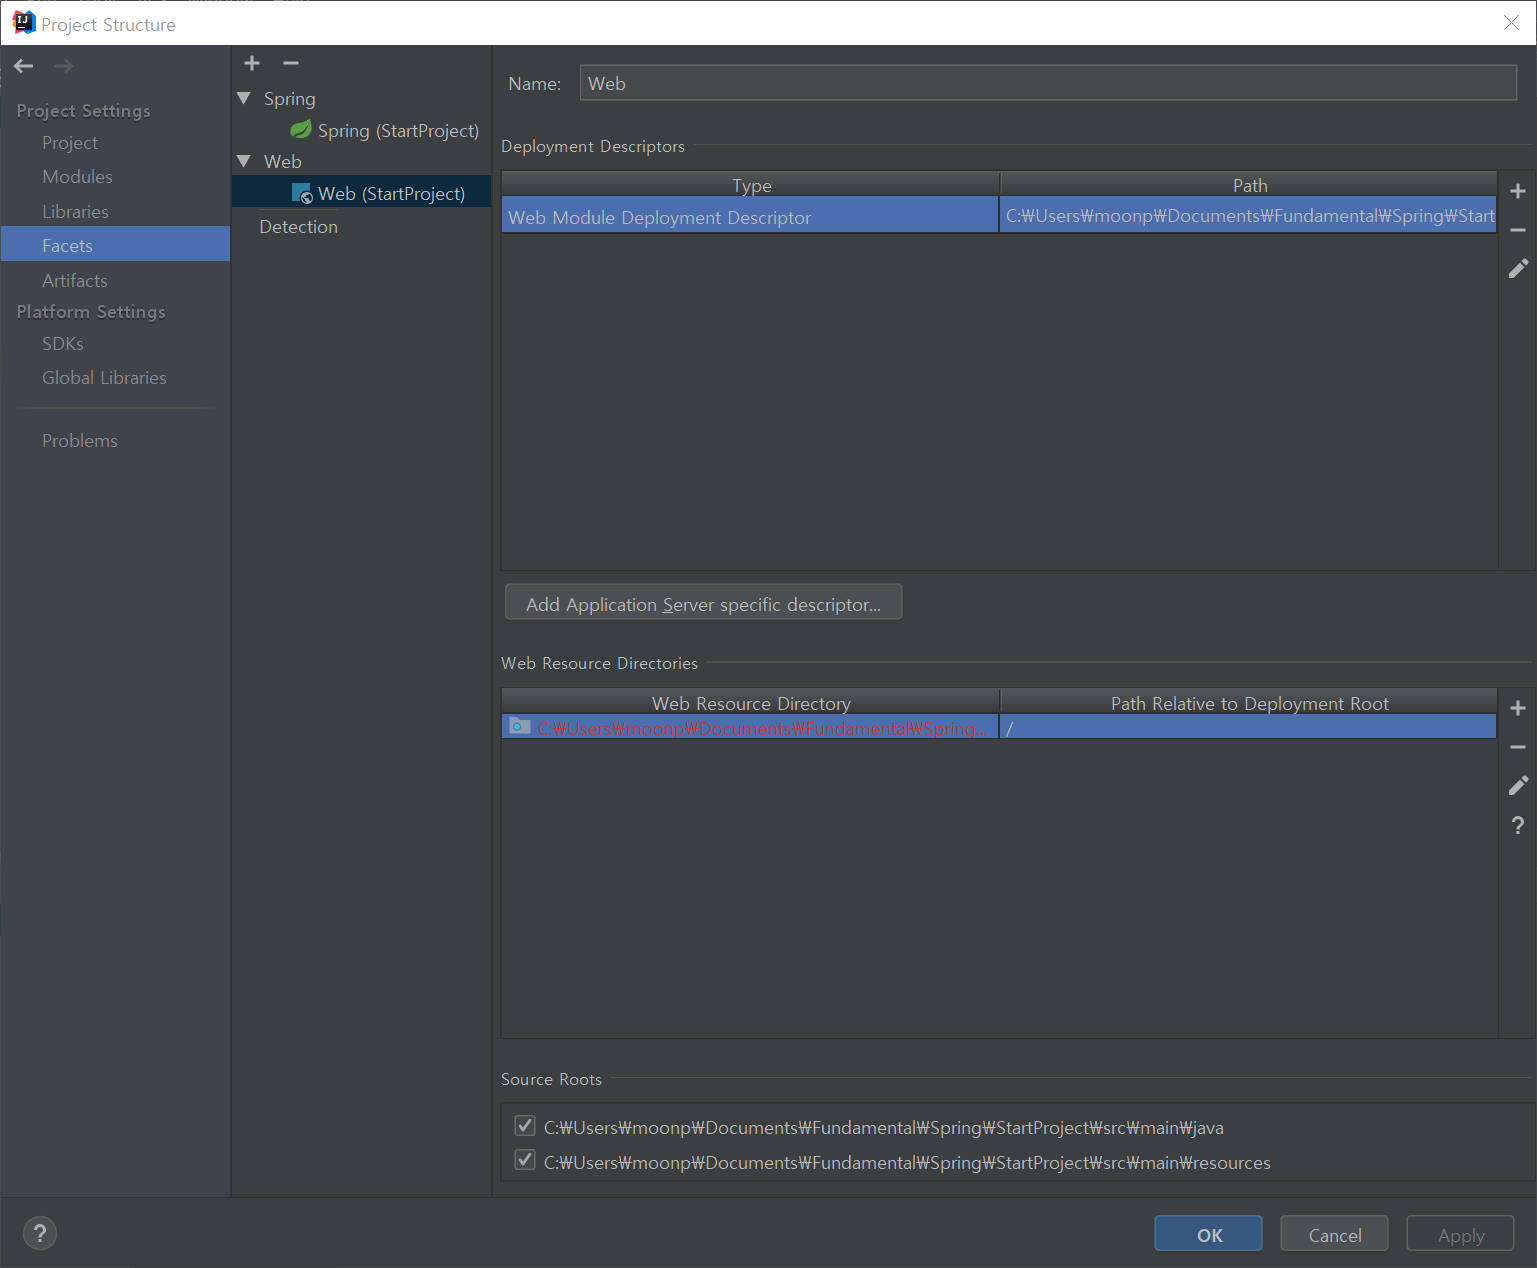 Project Structure
Project Settings
Project
Modules
Libraries
Facets
Artifacts
Platform Settings
SDKs
Global Libraries
Problems
Spring
Spring (StartProject)
Web
Web (StartProject)
Detection
Name: Web
Deployment Descriptors
Type Path
Web Module Deployment Descriptor C:₩Users₩moonp₩Documents₩Fundamental₩Spring₩Start
Add Application Server specific descriptor...
Web Resource Directories
Web Resource Directory Path Relative to Deployment Root
C:₩Users₩moonp₩Documents₩Fundamental₩Spring... /
Source Roots
C:₩Users₩moonp₩Documents₩Fundamental₩Spring₩StartProject₩src₩main₩java
C:₩Users₩moonp₩Documents₩Fundamental₩Spring₩StartProject₩src₩main₩resources
? OK Cancel Apply